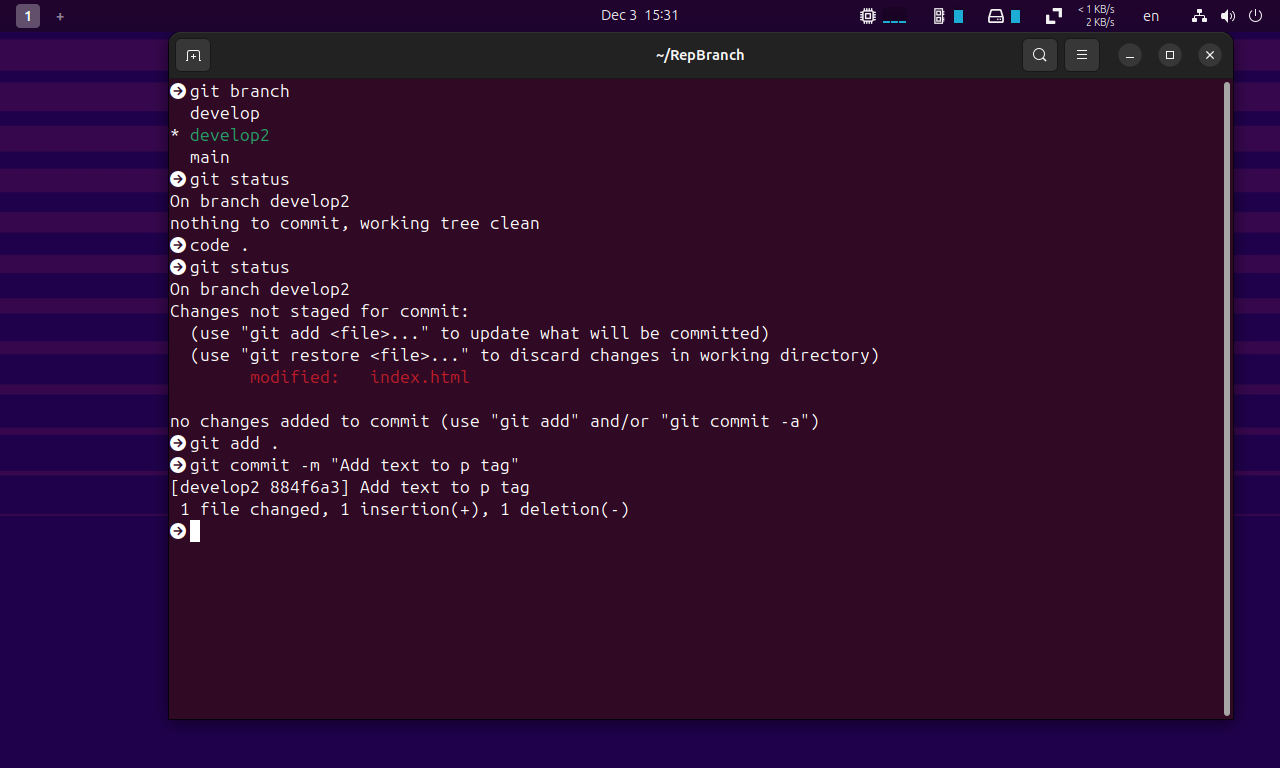 1 + Dec 3 15:31 < 1 KB/s en
2 KB/s
~/RepBranch
git branch
develop
* develop2
main
git status
On branch develop2
nothing to commit, working tree clean
code .
git status
On branch develop2
Changes not staged for commit:
(use "git add <file>..." to update what will be committed)
(use "git restore <file>..." to discard changes in working directory)
modified: index.html
no changes added to commit (use "git add" and/or "git commit -a")
git add .
git commit -m "Add text to p tag"
[develop2 884f6a3] Add text to p tag
1 file changed, 1 insertion(+), 1 deletion(-)